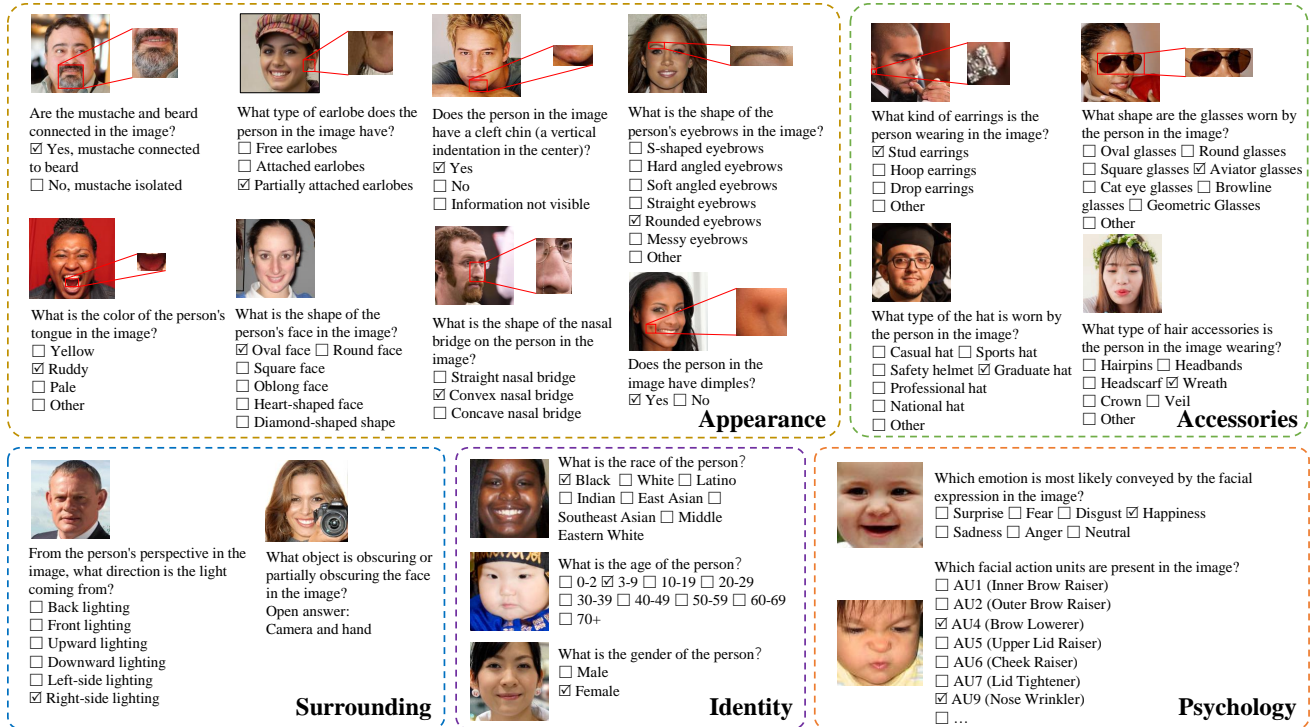 Are the mustache and beard
connected in the image?
☑ Yes, mustache connected
to beard
☐ No, mustache isolated
What type of earlobe does the
person in the image have?
☐ Free earlobes
☐ Attached earlobes
☑ Partially attached earlobes
Does the person in the image
have a cleft chin (a vertical
indentation in the center)?
☑ Yes
☐ No
☐ Information not visible
What is the shape of the
person's eyebrows in the image?
☐ S-shaped eyebrows
☐ Hard angled eyebrows
☐ Soft angled eyebrows
☐ Straight eyebrows
☑ Rounded eyebrows
☐ Messy eyebrows
☐ Other
What is the color of the person's
tongue in the image?
☐ Yellow
☑ Ruddy
☐ Pale
☐ Other
What is the shape of the
person's face in the image?
☑ Oval face ☐ Round face
☐ Square face
☐ Oblong face
☐ Heart-shaped face
☐ Diamond-shaped shape
What is the shape of the nasal
bridge on the person in the
image?
☐ Straight nasal bridge
☑ Convex nasal bridge
☐ Concave nasal bridge
Does the person in the
image have dimples?
☑ Yes ☐ No
Appearance
What kind of earrings is the
person wearing in the image?
☑ Stud earrings
☐ Hoop earrings
☐ Drop earrings
☐ Other
What shape are the glasses worn by
the person in the image?
☐ Oval glasses ☐ Round glasses
☐ Square glasses ☑ Aviator glasses
☐ Cat eye glasses ☐ Browline
glasses ☐ Geometric Glasses
☐ Other
What type of the hat is worn by
the person in the image?
☐ Casual hat ☐ Sports hat
☐ Safety helmet ☑ Graduate hat
☐ Professional hat
☐ National hat
☐ Other
What type of hair accessories is
the person in the image wearing?
☐ Hairpins ☐ Headbands
☐ Headscarf ☑ Wreath
☐ Crown ☐ Veil
☐ Other
Accessories
From the person's perspective in the
image, what direction is the light
coming from?
☐ Back lighting
☐ Front lighting
☐ Upward lighting
☐ Downward lighting
☐ Left-side lighting
☑ Right-side lighting
What object is obscuring or
partially obscuring the face
in the image?
Open answer:
Camera and hand
Surrounding
What is the race of the person?
☑ Black ☐ White ☐ Latino
☐ Indian ☐ East Asian ☐
Southeast Asian ☐ Middle
Eastern White
What is the age of the person?
☐ 0-2 ☑ 3-9 ☐ 10-19 ☐ 20-29
☐ 30-39 ☐ 40-49 ☐ 50-59 ☐ 60-69
☐ 70+
What is the gender of the person?
☐ Male
☑ Female
Identity
Which emotion is most likely conveyed by the facial
expression in the image?
☐ Surprise ☐ Fear ☐ Disgust ☑ Happiness
☐ Sadness ☐ Anger ☐ Neutral
Which facial action units are present in the image?
☐ AU1 (Inner Brow Raiser)
☐ AU2 (Outer Brow Raiser)
☑ AU4 (Brow Lowerer)
☐ AU5 (Upper Lid Raiser)
☐ AU6 (Cheek Raiser)
☐ AU7 (Lid Tightener)
☑ AU9 (Nose Wrinkler)
☐ …
Psychology